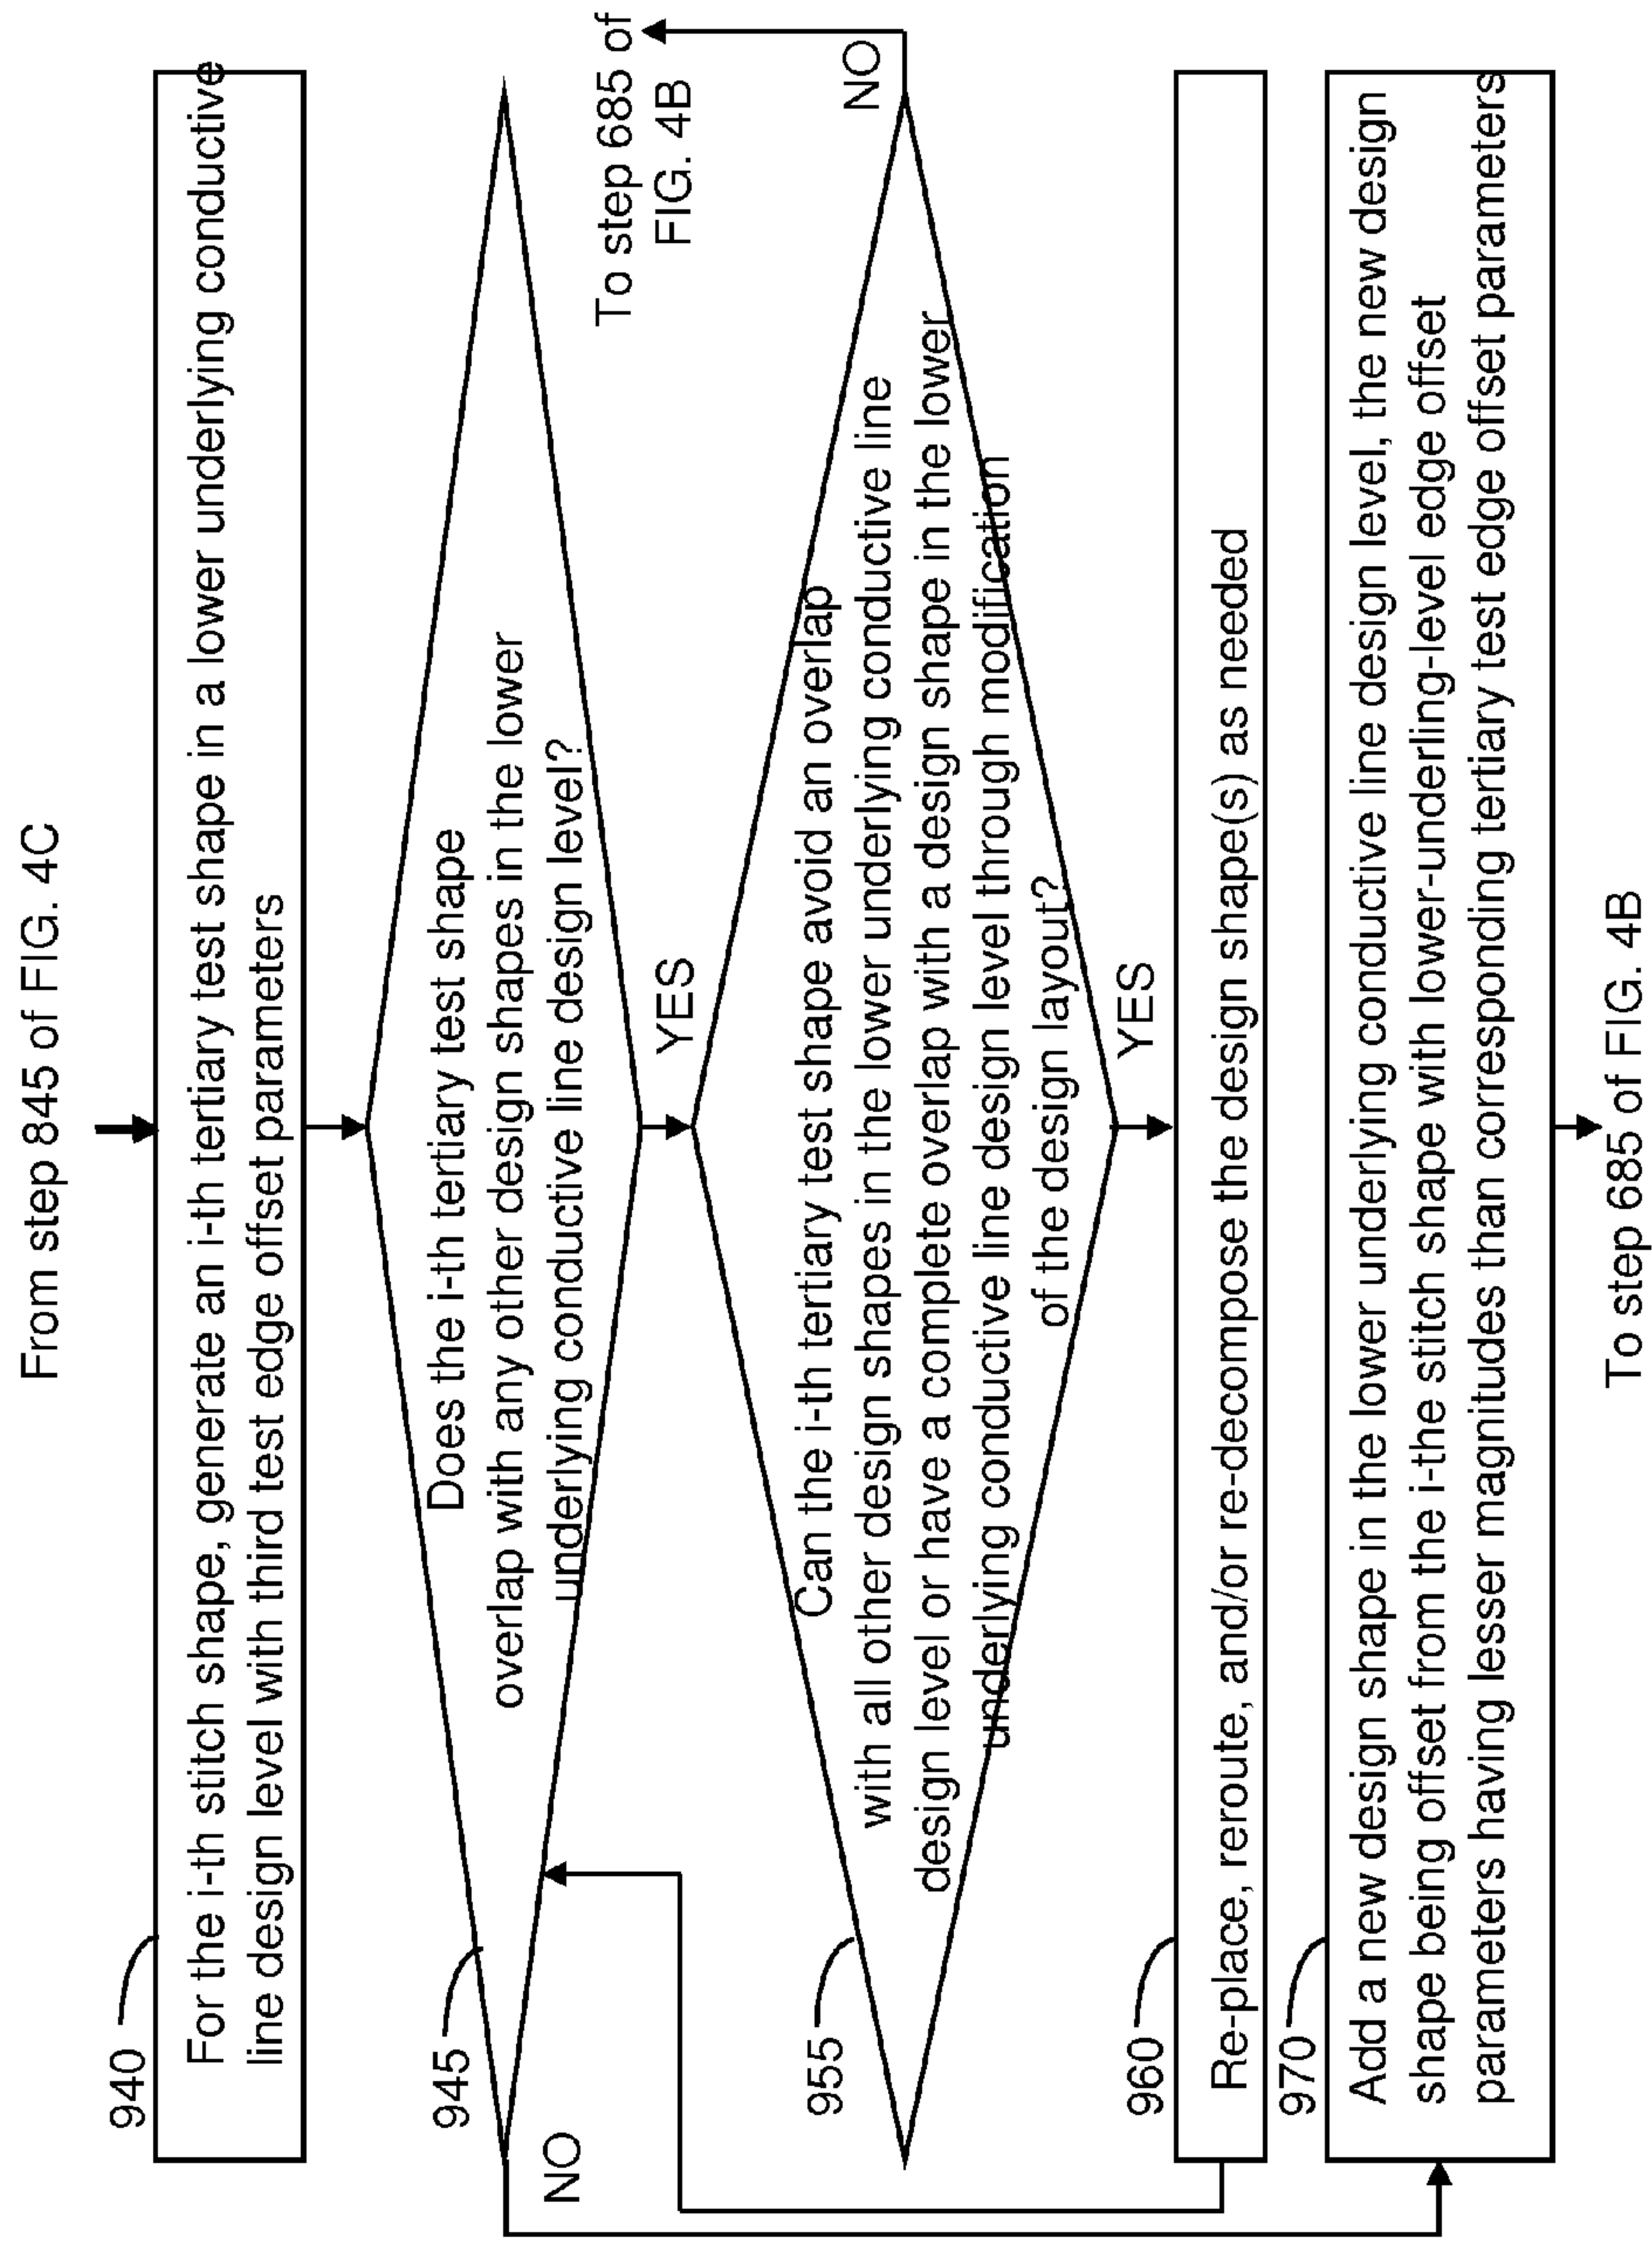 From step 845 of FIG. 4C
940
For the i-th stitch shape, generate an i-th tertiary test shape in a lower underlying conductive
line design level with third test edge offset parameters
945
Does the i-th tertiary test shape
overlap with any other design shapes in the lower
underlying conductive line design level?
NO
YES
To step 685 of
FIG. 4B
955
Can the i-th tertiary test shape avoid an overlap
with all other design shapes in the lower underlying conductive line
design level or have a complete overlap with a design shape in the lower
underlying conductive line design level through modification
of the design layout?
NO
YES
960
Re-place, reroute, and/or re-decompose the design shape(s) as needed
970
Add a new design shape in the lower underlying conductive line design level, the new design
shape being offset from the i-the stitch shape with lower-underling-level edge offset
parameters having lesser magnitudes than corresponding tertiary test edge offset parameters
To step 685 of FIG. 4B